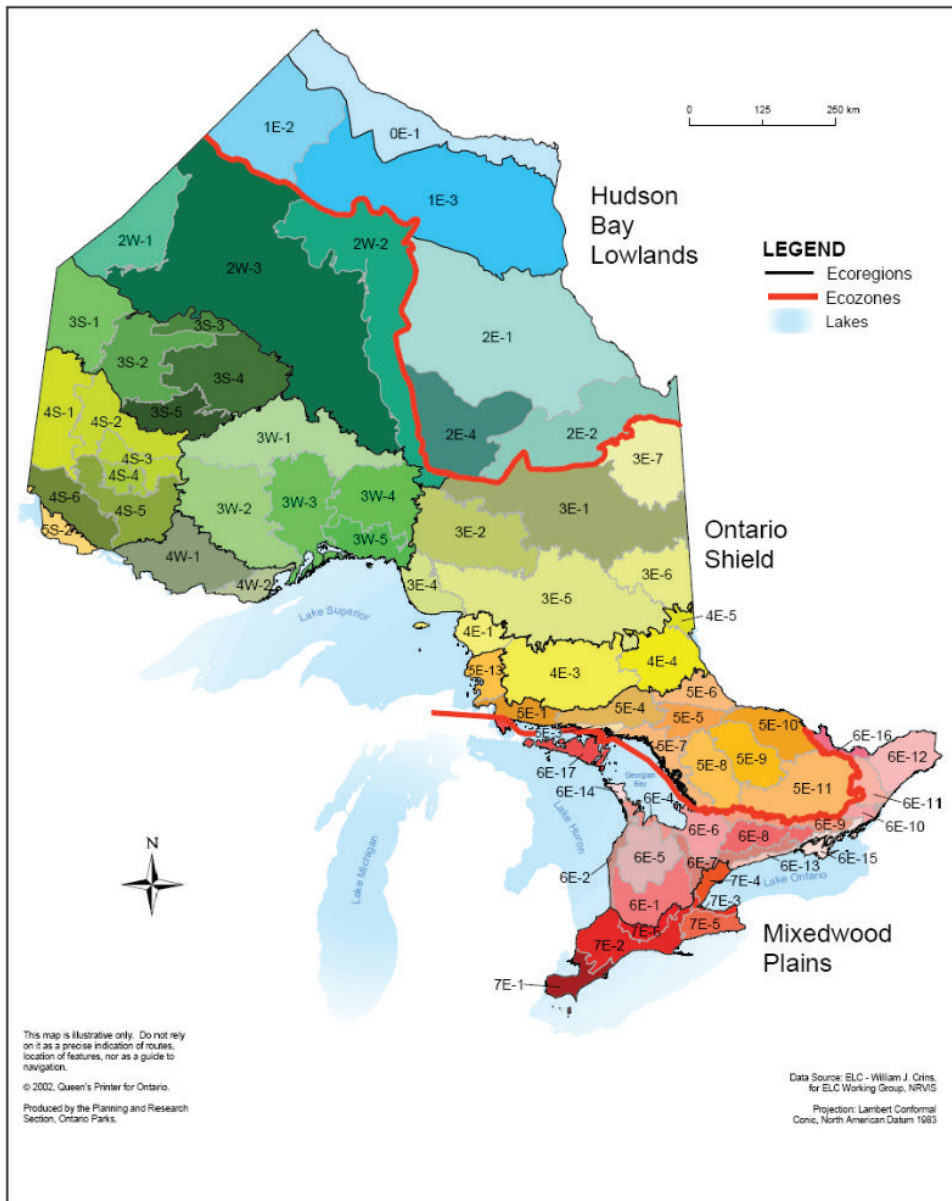 0E-1
1E-2
1E-3
0 125 250 km
Hudson
Bay
Lowlands
LEGEND
Ecoregions
Ecozones
Lakes
2W-1
2W-2
2W-3
2E-1
2E-4
2E-2
3S-1
3S-3
3S-2
3S-4
3S-5
4S-1
4S-2
4S-3
4S-4
4S-6
4S-5
5S-2
3W-1
3W-2
3W-3
3W-4
3W-5
4W-1
4W-2
3E-7
3E-1
3E-2
Ontario
Shield
3E-4
3E-5
3E-6
4E-5
4E-1
4E-3
4E-4
Lake Superior
5E-13
5E-1
5E-4
5E-6
5E-5
5E-10
5E-3
5E-7
5E-8
5E-9
5E-11
6E-16
6E-12
6E-17
6E-14
Georgian
Bay
6E-4
6E-11
6E-10
6E-6
6E-8
6E-9
6E-15
6E-13
6E-5
6E-7
6E-2
7E-4
Lake Ontario
Lake Huron
Lake Michigan
N
6E-1
7E-3
7E-5
7E-6
7E-2
7E-1
Mixedwood
Plains
This map is illustrative only. Do not rely
on it as a precise indication of routes,
location of features, nor as a guide to
navigation.
© 2002, Queen's Printer for Ontario.
Produced by the Planning and Research
Section, Ontario Parks.
Data Source: ELC - William J. Crins,
for ELC Working Group, NRVIS
Projection: Lambert Conformal
Conic, North American Datum 1983